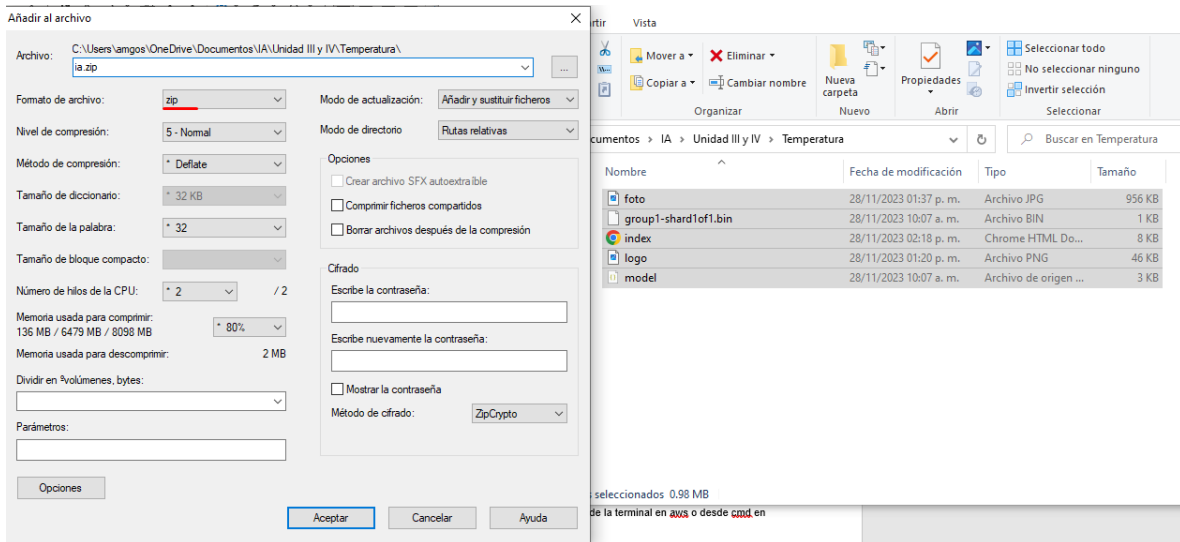 Añadir al archivo
Archivo:
C:\Users\amgos\OneDrive\Documentos\IA\Unidad III y IV\Temperatura\
ia.zip
...
Formato de archivo:
zip
Nivel de compresión:
5 - Normal
Método de compresión:
* Deflate
Tamaño de diccionario:
* 32 KB
Tamaño de la palabra:
* 32
Tamaño de bloque compacto:
Número de hilos de la CPU:
* 2
/ 2
Memoria usada para comprimir:
136 MB / 6479 MB / 8098 MB
* 80%
Memoria usada para descomprimir:
2 MB
Dividir en ªvolúmenes, bytes:
Parámetros:
Opciones
Modo de actualización:
Añadir y sustituir ficheros
Modo de directorio
Rutas relativas
Opciones
Crear archivo SFX autoextraíble
Comprimir ficheros compartidos
Borrar archivos después de la compresión
Cifrado
Escribe la contraseña:
Escribe nuevamente la contraseña:
Mostrar la contraseña
Método de cifrado:
ZipCrypto
Aceptar
Cancelar
Ayuda
rtir
Vista
Mover a
Copiar a
Eliminar
Cambiar nombre
Organizar
Nueva
carpeta
Nuevo
Propiedades
Abrir
Seleccionar todo
No seleccionar ninguno
Invertir selección
Seleccionar
cumentos > IA > Unidad III y IV > Temperatura
Buscar en Temperatura
Nombre Fecha de modificación Tipo Tamaño
foto 28/11/2023 01:37 p. m. Archivo JPG 956 KB
group1-shard1of1.bin 28/11/2023 10:07 a. m. Archivo BIN 1 KB
index 28/11/2023 02:18 p. m. Chrome HTML Do... 8 KB
logo 28/11/2023 01:20 p. m. Archivo PNG 46 KB
model 28/11/2023 10:07 a. m. Archivo de origen ... 3 KB
seleccionados 0.98 MB
de la terminal en aws o desde cmd en